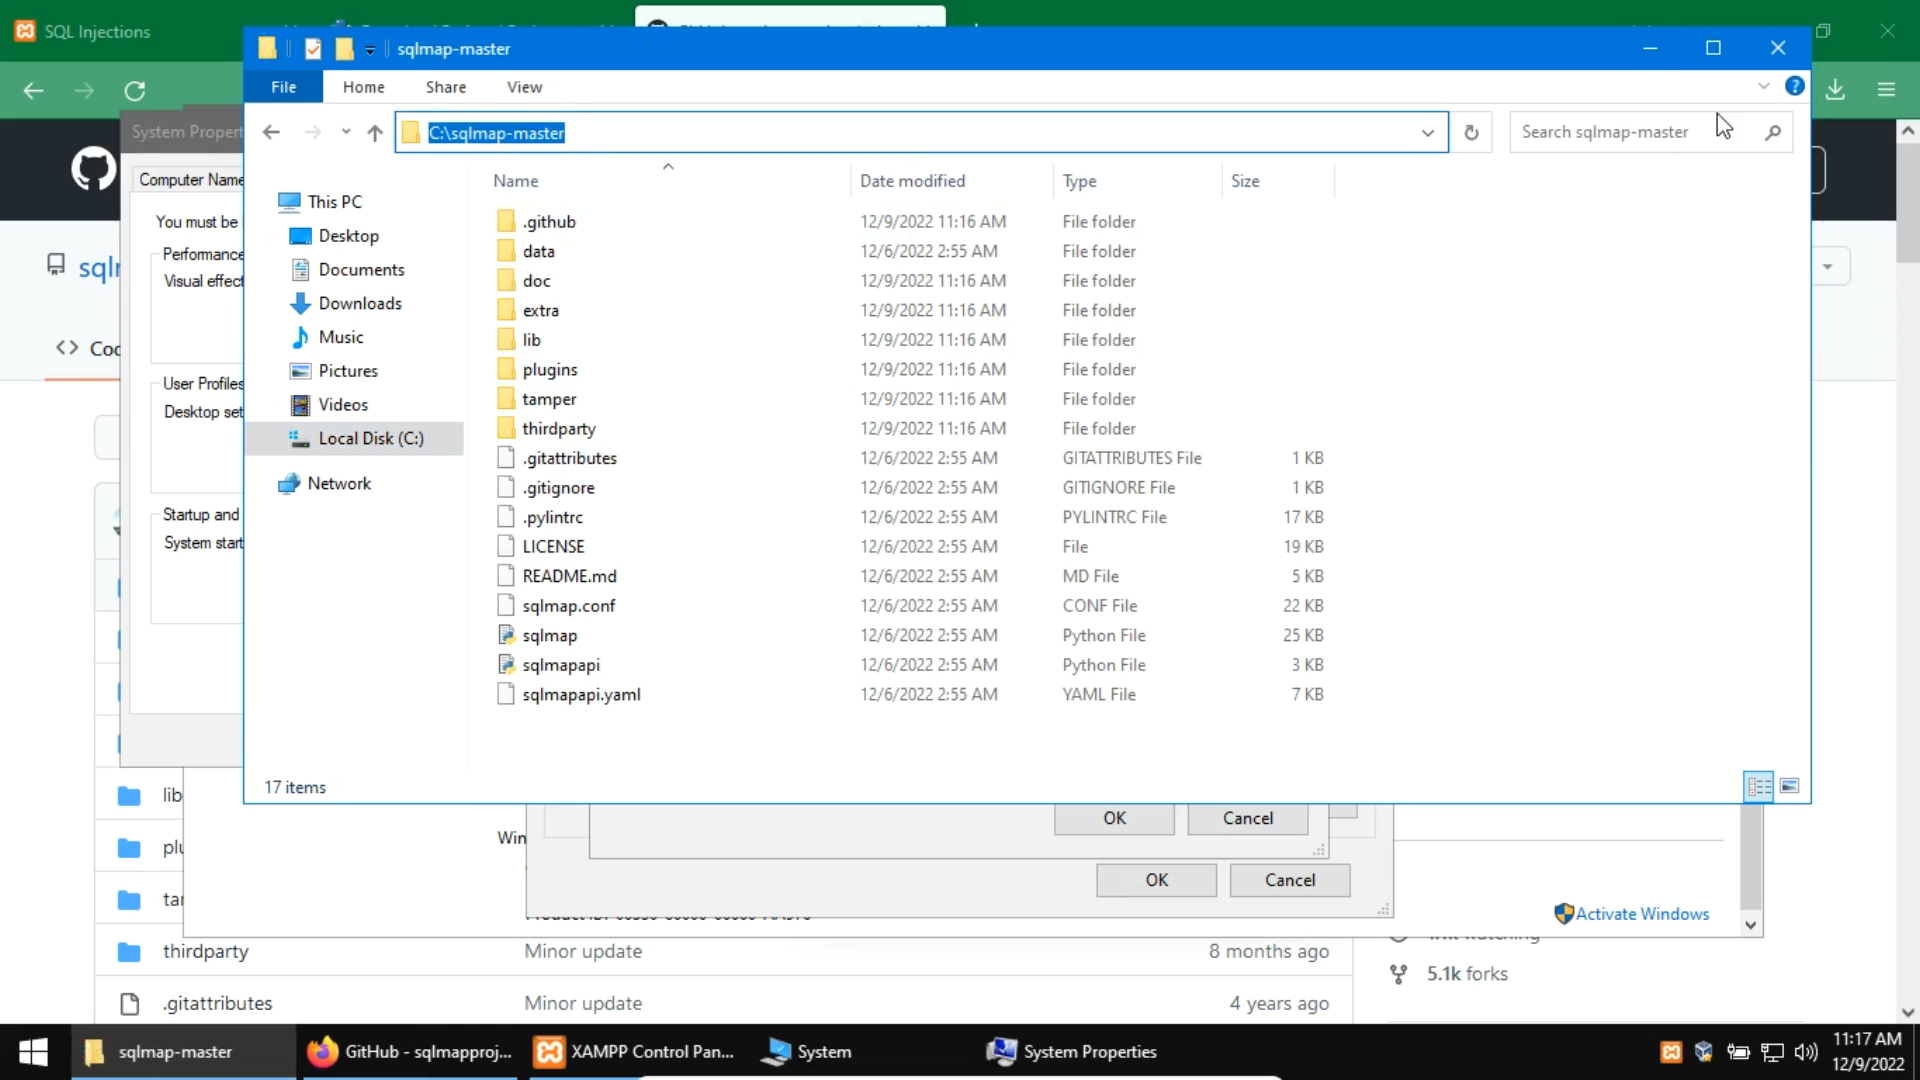 SQL Injections
sqlmap-master
File Home Share View
System Propert
C:\sqlmap-master
Search sqlmap-master
Computer Name
Name Date modified Type Size
This PC
Desktop
Documents
Downloads
Music
Pictures
Videos
Local Disk (C:)
Network
.github 12/9/2022 11:16 AM File folder
data 12/6/2022 2:55 AM File folder
doc 12/9/2022 11:16 AM File folder
extra 12/9/2022 11:16 AM File folder
lib 12/9/2022 11:16 AM File folder
plugins 12/9/2022 11:16 AM File folder
tamper 12/9/2022 11:16 AM File folder
thirdparty 12/9/2022 11:16 AM File folder
.gitattributes 12/6/2022 2:55 AM GITATTRIBUTES File 1 KB
.gitignore 12/6/2022 2:55 AM GITIGNORE File 1 KB
.pylintrc 12/6/2022 2:55 AM PYLINTRC File 17 KB
LICENSE 12/6/2022 2:55 AM File 19 KB
README.md 12/6/2022 2:55 AM MD File 5 KB
sqlmap.conf 12/6/2022 2:55 AM CONF File 22 KB
sqlmap 12/6/2022 2:55 AM Python File 25 KB
sqlmapapi 12/6/2022 2:55 AM Python File 3 KB
sqlmapapi.yaml 12/6/2022 2:55 AM YAML File 7 KB
You must be
Performance
Visual effect
User Profiles
Desktop set
Startup and
System start
17 items
lib
OK Cancel
Win
OK Cancel
Activate Windows
thirdparty Minor update 8 months ago
5.1k forks
.gitattributes Minor update 4 years ago
sqlmap-master
GitHub - sqlmapproj...
XAMPP Control Pan...
System
System Properties
11:17 AM
12/9/2022